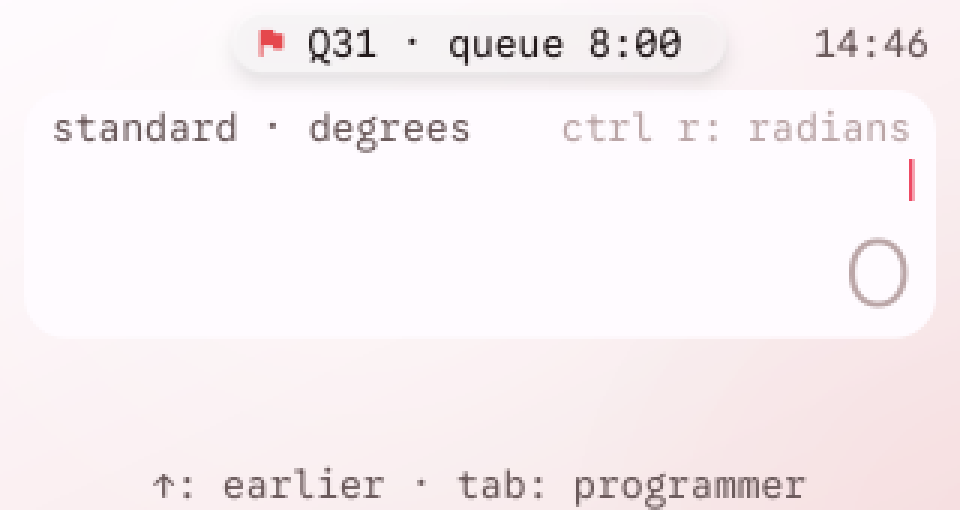 Q31 · queue 8:00 14:46
standard · degrees ctrl r: radians
0
↑: earlier · tab: programmer